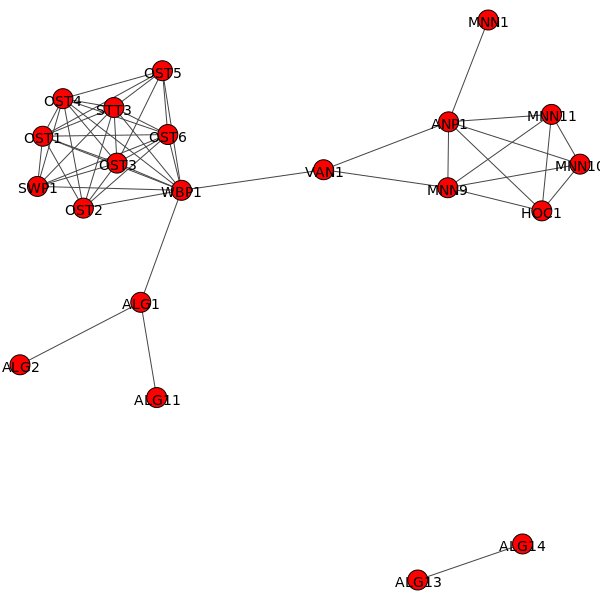 MNN1
OST5
OST4
STT3
MNN11
ANP1
OST1
OST6
OST3
MNN10
VAN1
SWP1
WBP1
MNN9
OST2
HOC1
ALG1
ALG2
ALG11
ALG14
ALG13